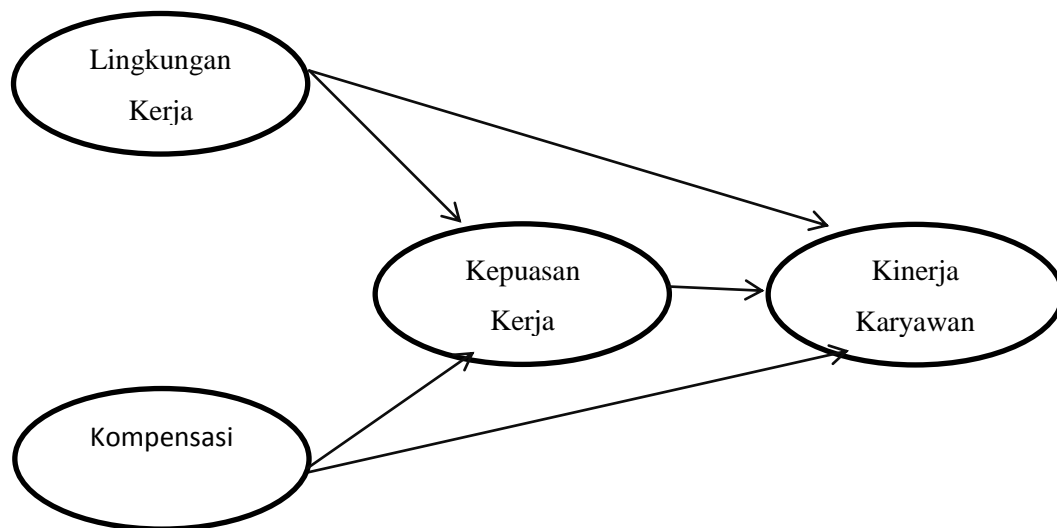 Lingkungan
Kerja
Kepuasan
Kerja
Kinerja
Karyawan
Kompensasi